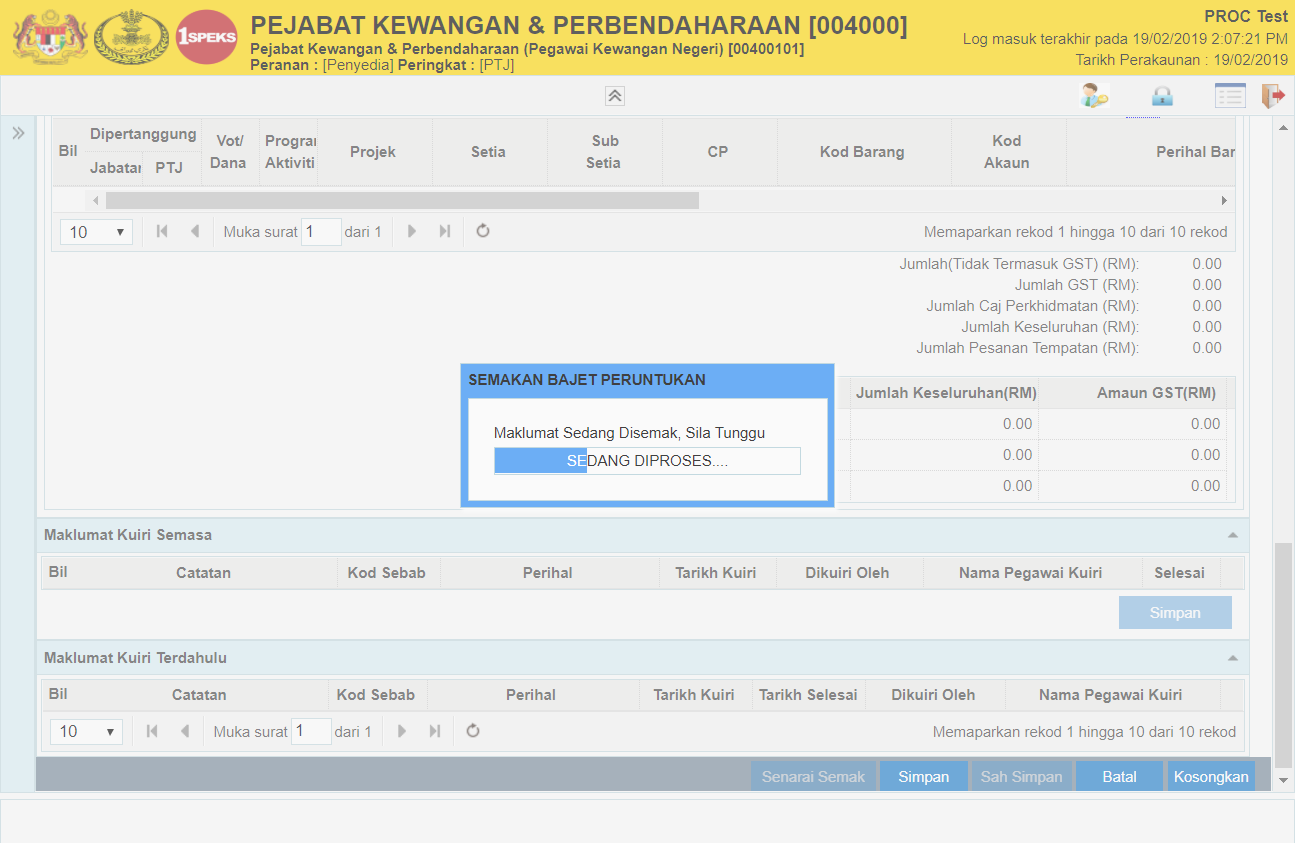 1SPEKS
PEJABAT KEWANGAN & PERBENDAHARAAN [004000]
Pejabat Kewangan & Perbendaharaan (Pegawai Kewangan Negeri) [00400101]
Peranan : [Penyedia] Peringkat : [PTJ]
PROC Test
Log masuk terakhir pada 19/02/2019 2:07:21 PM
Tarikh Perakaunan : 19/02/2019
Bil
Dipertanggung
Jabatar
PTJ
Vot/
Dana
Prograr
Aktiviti
Projek
Setia
Sub
Setia
CP
Kod Barang
Kod
Akaun
Perihal Bar
10
Muka surat 1 dari 1
Memaparkan rekod 1 hingga 10 dari 10 rekod
Jumlah(Tidak Termasuk GST) (RM): 0.00
Jumlah GST (RM): 0.00
Jumlah Caj Perkhidmatan (RM): 0.00
Jumlah Keseluruhan (RM): 0.00
Jumlah Pesanan Tempatan (RM): 0.00
SEMAKAN BAJET PERUNTUKAN
Maklumat Sedang Disemak, Sila Tunggu
SEDANG DIPROSES....
Jumlah Keseluruhan(RM) Amaun GST(RM)
0.00 0.00
0.00 0.00
0.00 0.00
Maklumat Kuiri Semasa
Bil Catatan Kod Sebab Perihal Tarikh Kuiri Dikuiri Oleh Nama Pegawai Kuiri Selesai
Simpan
Maklumat Kuiri Terdahulu
Bil Catatan Kod Sebab Perihal Tarikh Kuiri Tarikh Selesai Dikuiri Oleh Nama Pegawai Kuiri
10 Muka surat 1 dari 1 Memaparkan rekod 1 hingga 10 dari 10 rekod
Senarai Semak Simpan Sah Simpan Batal Kosongkan